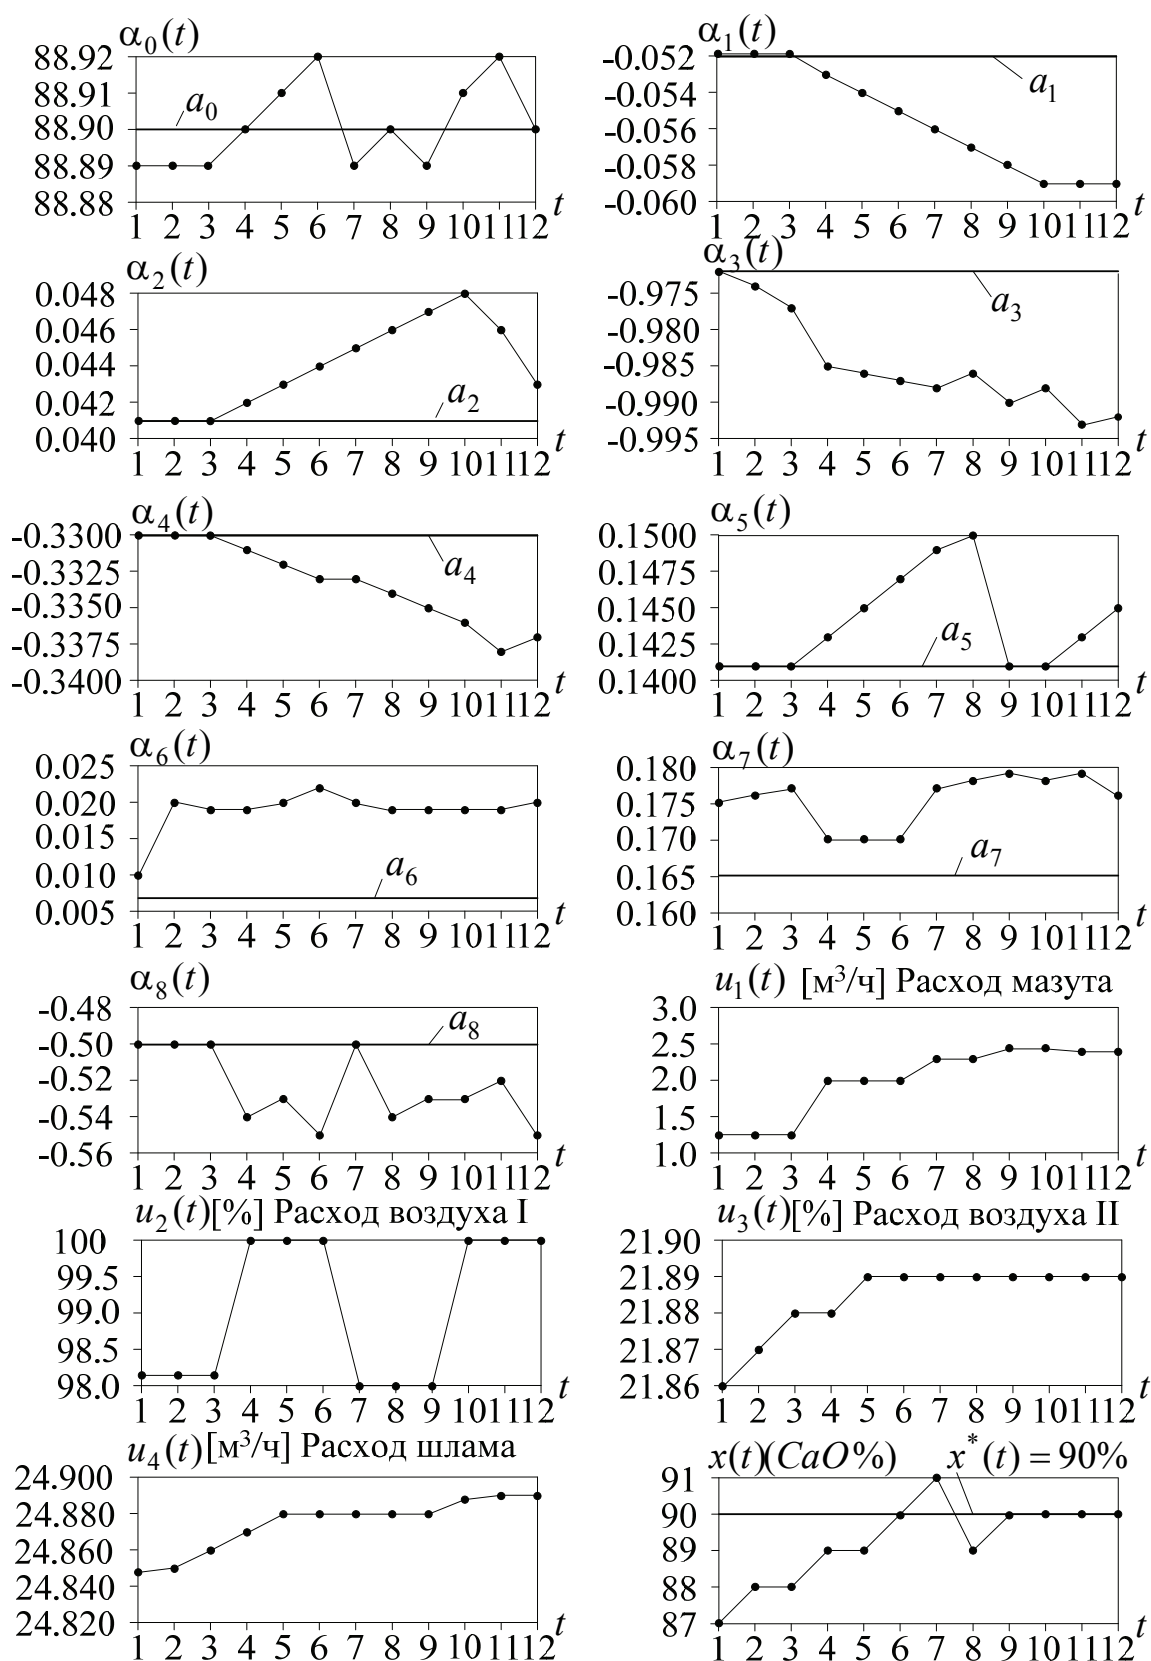 α₀(t)
88.92
88.91
88.90
88.89
88.88
a₀
1 2 3 4 5 6 7 8 9 10 11 12 t
α₁(t)
-0.052
-0.054
-0.056
-0.058
-0.060
a₁
1 2 3 4 5 6 7 8 9 10 11 12 t
α₂(t)
0.048
0.046
0.044
0.042
0.040
a₂
1 2 3 4 5 6 7 8 9 10 11 12 t
α₃(t)
-0.975
-0.980
-0.985
-0.990
-0.995
a₃
1 2 3 4 5 6 7 8 9 10 11 12 t
α₄(t)
-0.3300
-0.3325
-0.3350
-0.3375
-0.3400
a₄
1 2 3 4 5 6 7 8 9 10 11 12 t
α₅(t)
0.1500
0.1475
0.1450
0.1425
0.1400
a₅
1 2 3 4 5 6 7 8 9 10 11 12 t
α₆(t)
0.025
0.020
0.015
0.010
0.005
a₆
1 2 3 4 5 6 7 8 9 10 11 12 t
α₇(t)
0.180
0.175
0.170
0.165
0.160
a₇
1 2 3 4 5 6 7 8 9 10 11 12 t
α₈(t)
-0.48
-0.50
-0.52
-0.54
-0.56
a₈
1 2 3 4 5 6 7 8 9 10 11 12 t
u₁(t) [м³/ч] Расход мазута
3.0
2.5
2.0
1.5
1.0
1 2 3 4 5 6 7 8 9 10 11 12 t
u₂(t)[%] Расход воздуха I
100
99.5
99.0
98.5
98.0
1 2 3 4 5 6 7 8 9 10 11 12 t
u₃(t)[%] Расход воздуха II
21.90
21.89
21.88
21.87
21.86
1 2 3 4 5 6 7 8 9 10 11 12 t
u₄(t)[м³/ч] Расход шлама
24.900
24.880
24.860
24.840
24.820
1 2 3 4 5 6 7 8 9 10 11 12 t
x(t)(CaO%) x*(t) = 90%
91
90
89
88
87
1 2 3 4 5 6 7 8 9 10 11 12 t